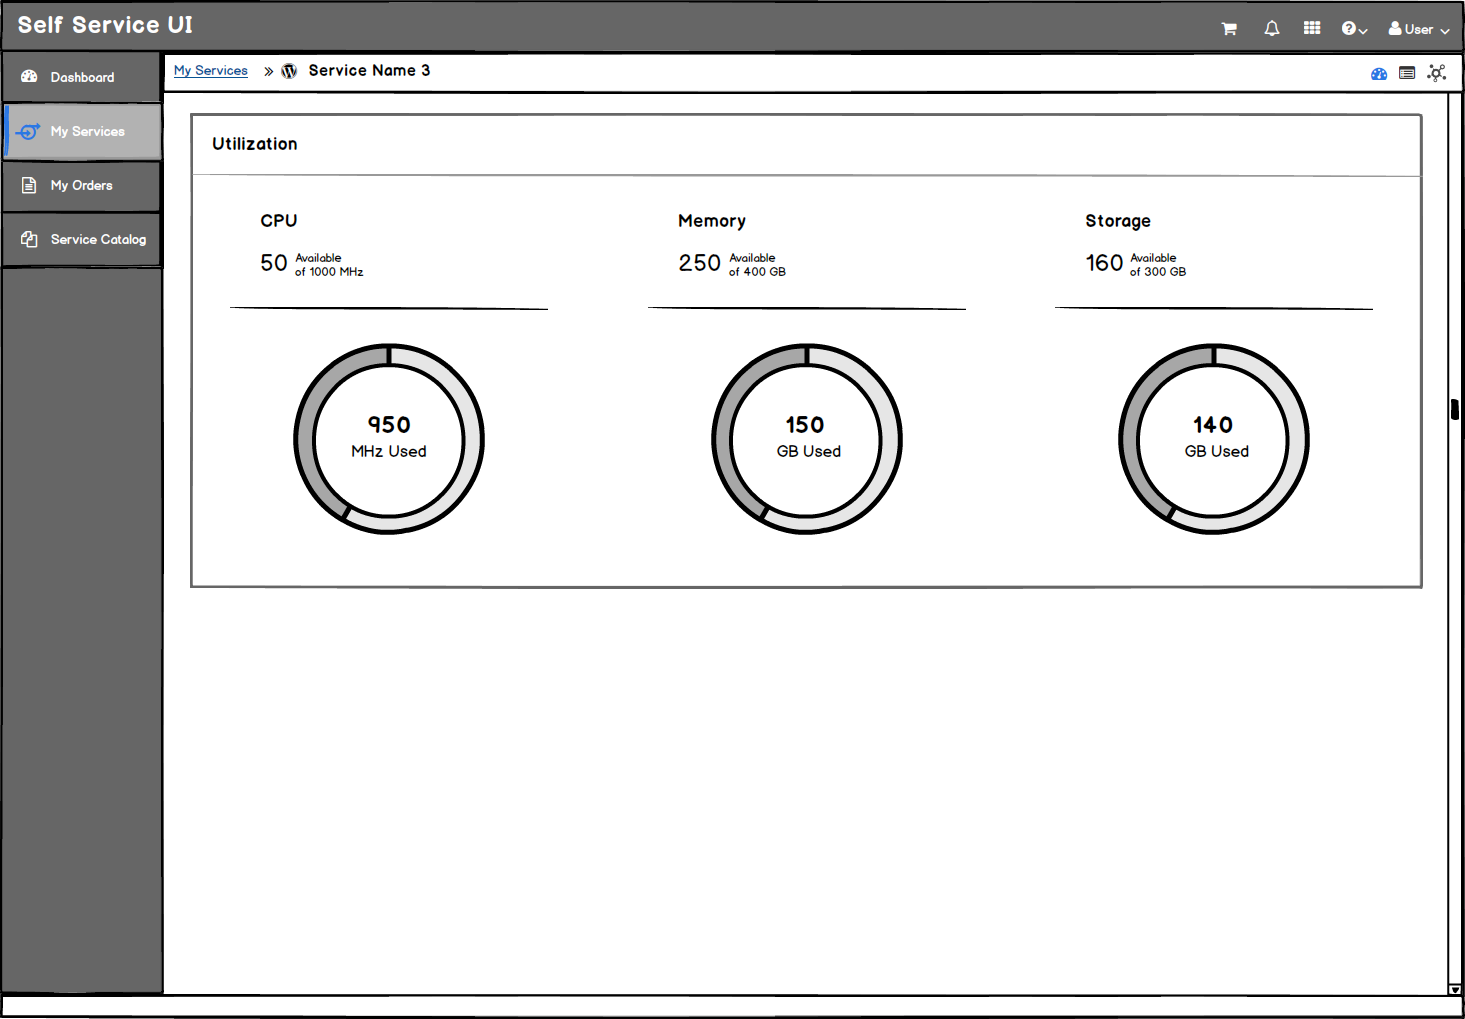 Self Service UI
User
Dashboard
My Services
My Orders
Service Catalog
My Services » Service Name 3
Utilization
CPU
50 Available
of 1000 MHz
950
MHz Used
Memory
250 Available
of 400 GB
150
GB Used
Storage
160 Available
of 300 GB
140
GB Used